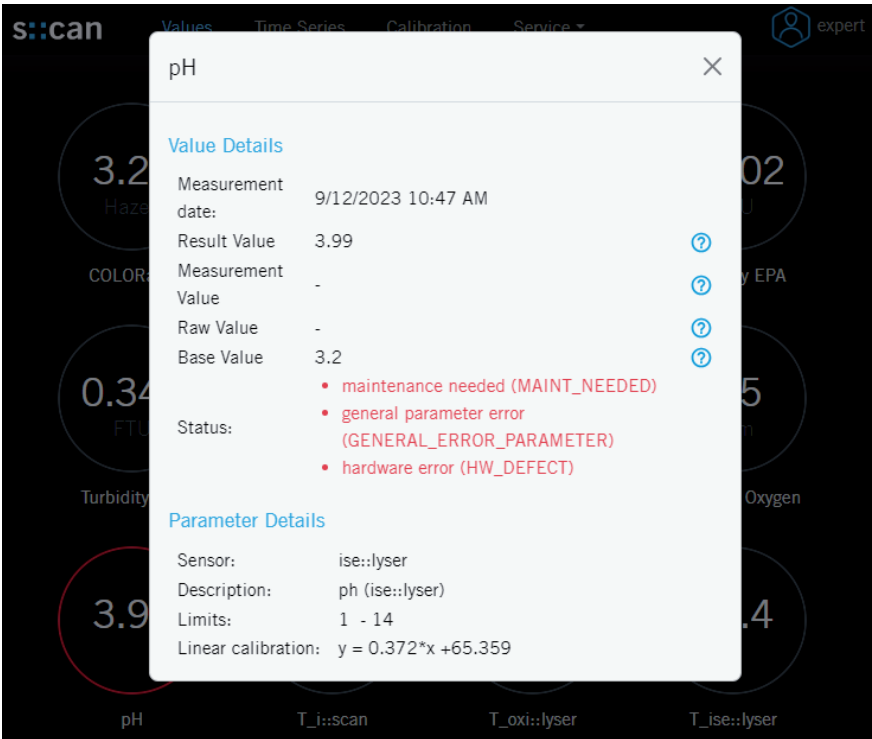 s::can
Values Time Series Calibration Service
expert
pH
Value Details
Measurement
date:
9/12/2023 10:47 AM
Result Value 3.99
Measurement
Value
-
Raw Value -
Base Value 3.2
Status:
• maintenance needed (MAINT_NEEDED)
• general parameter error
(GENERAL_ERROR_PARAMETER)
• hardware error (HW_DEFECT)
Parameter Details
Sensor: ise::lyser
Description: ph (ise::lyser)
Limits: 1 - 14
Linear calibration: y = 0.372*x +65.359
3.2
Haze
COLOR
02
U
y EPA
0.34
FTU
Turbidity
5
m
Oxygen
3.9
pH
T_i::scan
T_oxi::lyser
.4
T_ise::lyser